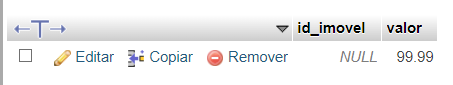 id_imovel valor
Editar Copiar Remover NULL 99.99